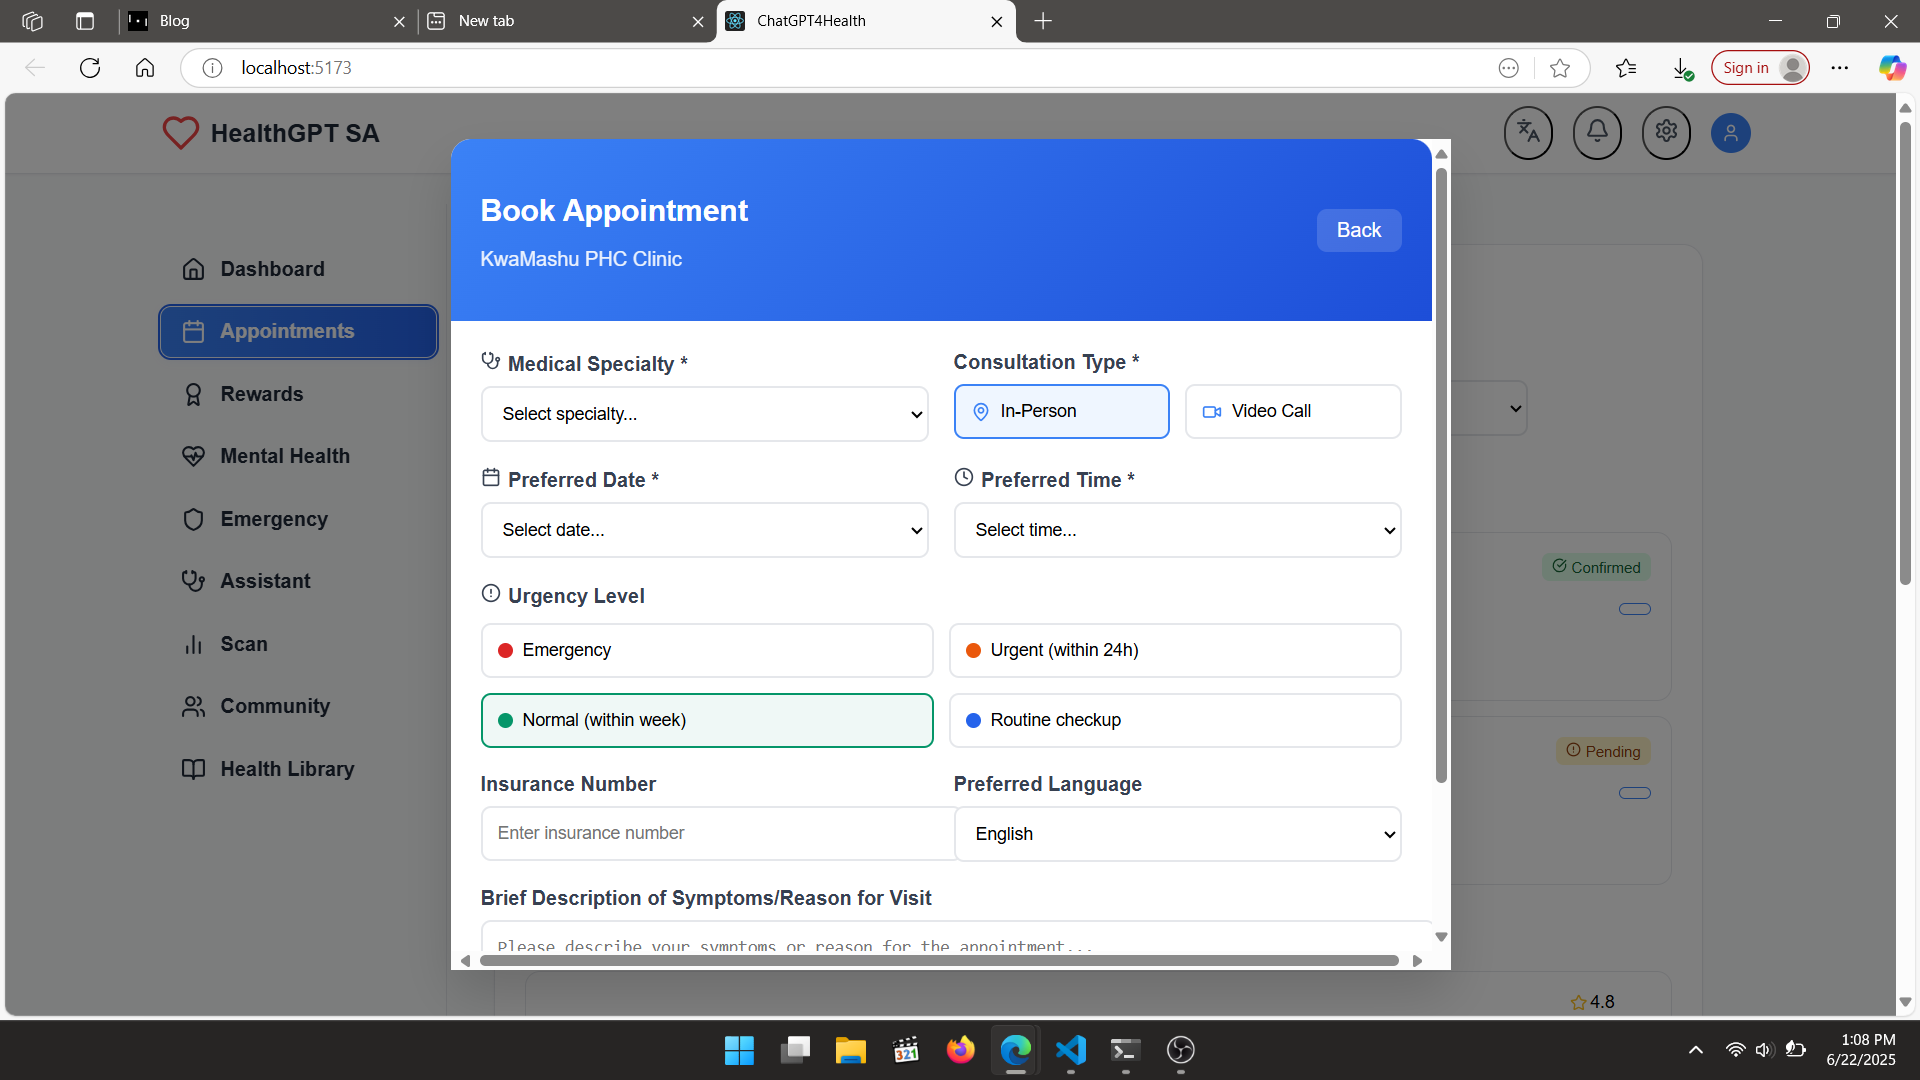 Blog
New tab
ChatGPT4Health
localhost:5173
Sign in
HealthGPT SA
Dashboard
Appointments
Rewards
Mental Health
Emergency
Assistant
Scan
Community
Health Library
Book Appointment
KwaMashu PHC Clinic
Back
Medical Specialty *
Consultation Type *
Select specialty...
In-Person
Video Call
Preferred Date *
Preferred Time *
Select date...
Select time...
Urgency Level
Emergency
Urgent (within 24h)
Normal (within week)
Routine checkup
Insurance Number
Preferred Language
Enter insurance number
English
Brief Description of Symptoms/Reason for Visit
Please describe your symptoms or reason for the appointment...
Confirmed
Pending
4.8
321
1:08 PM
6/22/2025